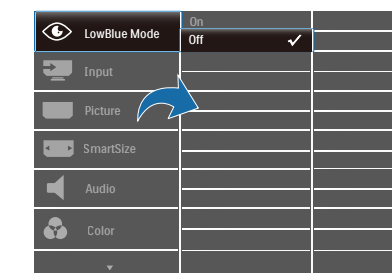 LowBlue Mode
On
Off
Input
Picture
SmartSize
Audio
Color